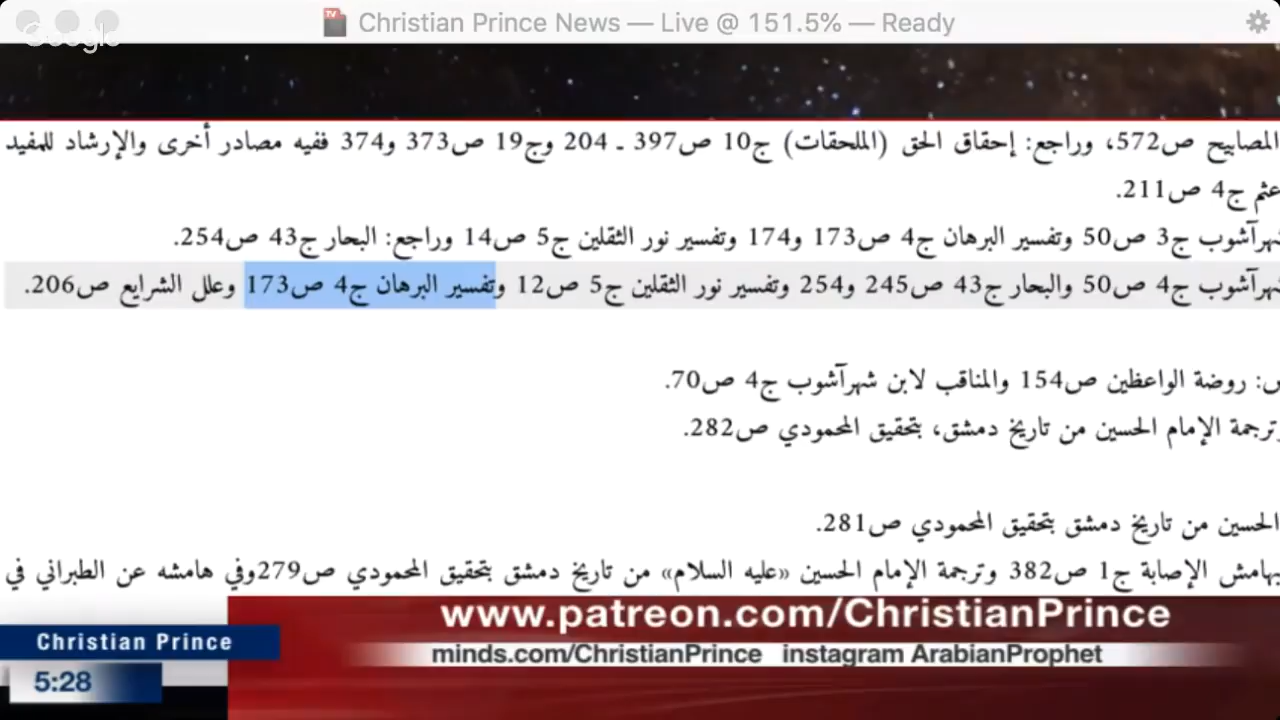 Christian Prince News — Live @ 151.5% — Ready
Google
المصابيح ص572، وراجع: إحقاق الحق (الملحقات) ج10 ص397 ـ 204 وج19 ص373 و374 ففيه مصادر أخرى والإرشاد للمفيد
ج4 ص211.
ج3 ص50 وتفسير البرهان ج4 ص173 و174 وتفسير نور الثقلين ج5 ص14 وراجع: البحار ج43 ص254.
ج4 ص50 والبحار ج43 ص245 و254 وتفسير نور الثقلين ج5 ص12 وتفسير البرهان ج4 ص173 وعلل الشرايع ص206.
روضة الواعظين ص154 والمناقب لابن شهرآشوب ج4 ص70.
وترجمة الإمام الحسين من تاريخ دمشق، بتحقيق المحمودي ص282.
الحسين من تاريخ دمشق بتحقيق المحمودي ص281.
بهامش الإصابة ج1 ص382 وترجمة الإمام الحسين «عليه السلام» من تاريخ دمشق بتحقيق المحمودي ص279وفي هامشه عن الطبراني في
www.patreon.com/ChristianPrince
Christian Prince
minds.com/ChristianPrince instagram ArabianProphet
5:28